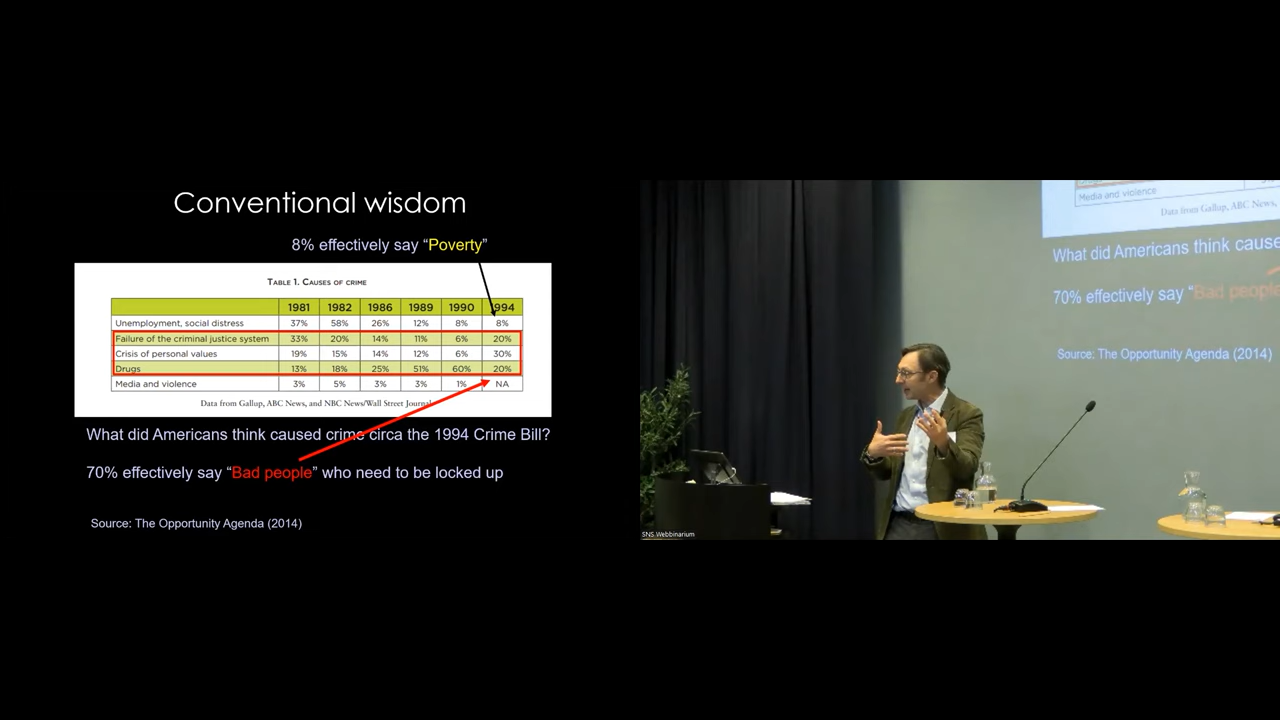 Conventional wisdom
8% effectively say “Poverty”
TABLE 1. CAUSES OF CRIME
1981 1982 1986 1989 1990 1994
Unemployment, social distress 37% 58% 26% 12% 8% 8%
Failure of the criminal justice system 33% 20% 14% 11% 6% 20%
Crisis of personal values 19% 15% 14% 12% 6% 30%
Drugs 13% 18% 25% 51% 60% 20%
Media and violence 3% 5% 3% 3% 1% NA
Data from Gallup, ABC News, and NBC News/Wall Street Journal
What did Americans think caused crime circa the 1994 Crime Bill?
70% effectively say “Bad people” who need to be locked up
Source: The Opportunity Agenda (2014)
Media and violence
Data from Gallup, ABC News,
What did Americans think cause
70% effectively say “Bad people
Source: The Opportunity Agenda (2014)
SNS Webbinarium